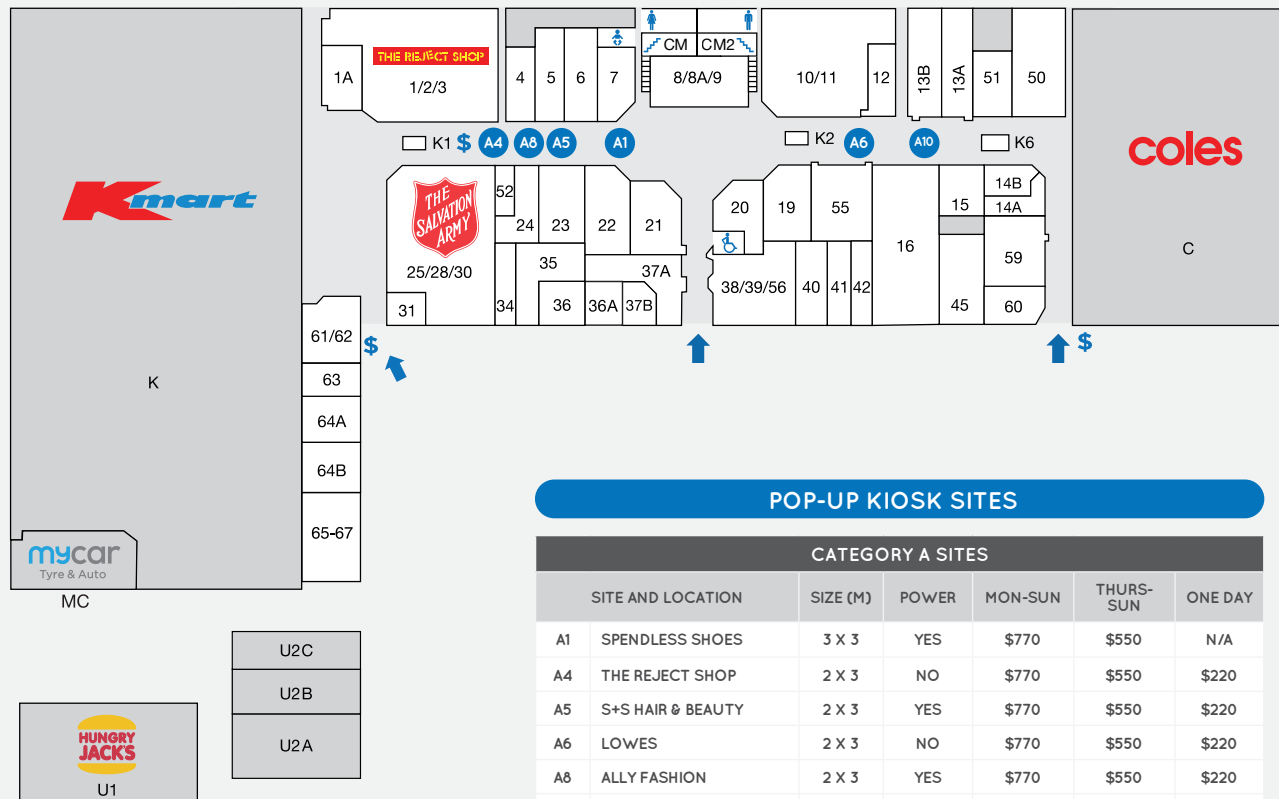 THE REJECT SHOP
1A
1/2/3
4
5
6
7
CM
CM2
8/8A/9
10/11
12
13B
13A
51
50
K1
$
A4
A8
A5
A1
K2
A6
A10
K6
Kmart
THE
SALVATION
ARMY
coles
52
24
23
22
21
20
19
55
16
15
14B
14A
25/28/30
35
37A
59
C
31
34
36
36A
37B
38/39/56
40
41
42
45
60
61/62
$
$
63
K
64A
64B
65-67
mycar
Tyre & Auto
MC
U2C
U2B
U2A
HUNGRY
JACK'S
U1
POP-UP KIOSK SITES
CATEGORY A SITES
SITE AND LOCATION SIZE (M) POWER MON-SUN THURS-
SUN ONE DAY
A1 SPENDLESS SHOES 3 X 3 YES $770 $550 N/A
A4 THE REJECT SHOP 2 X 3 NO $770 $550 $220
A5 S+S HAIR & BEAUTY 2 X 3 YES $770 $550 $220
A6 LOWES 2 X 3 NO $770 $550 $220
A8 ALLY FASHION 2 X 3 YES $770 $550 $220